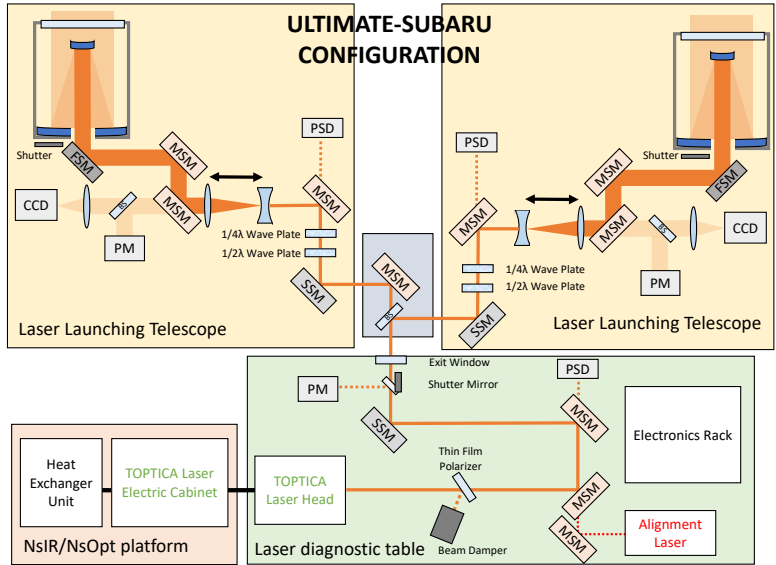 ULTIMATE-SUBARU
CONFIGURATION
Shutter
FSM
MSM
MSM
CCD
BS
PM
PSD
MSM
1/4λ Wave Plate
1/2λ Wave Plate
SSM
Laser Launching Telescope
MSM
BS
PSD
MSM
1/4λ Wave Plate
1/2λ Wave Plate
SSM
Shutter
MSM
FSM
MSM
BS
CCD
PM
Laser Launching Telescope
Exit Window
Shutter Mirror
PM
SSM
PSD
MSM
Electronics Rack
Thin Film
Polarizer
MSM
MSM
Alignment
Laser
Beam Damper
TOPTICA
Laser Head
Laser diagnostic table
Heat
Exchanger
Unit
TOPTICA Laser
Electric Cabinet
NsIR/NsOpt platform